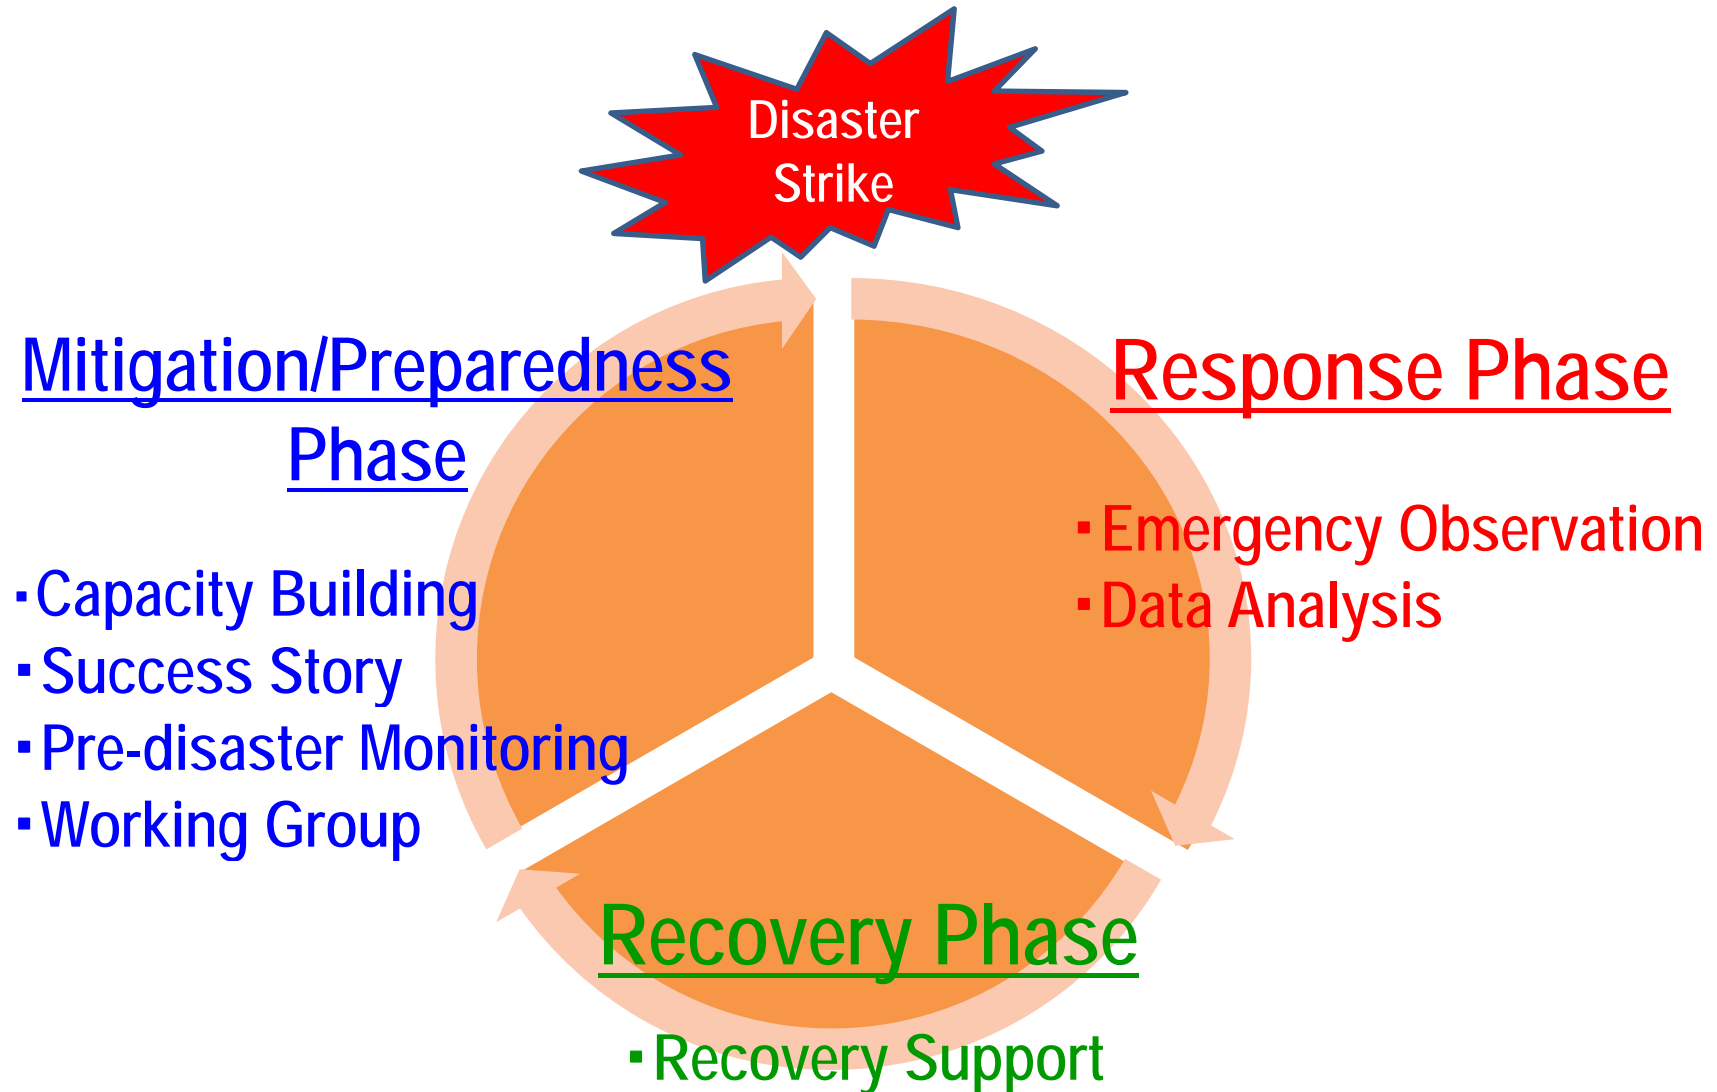 Disaster
Strike
Mitigation/Preparedness
Phase
▪Capacity Building
▪Success Story
▪Pre-disaster Monitoring
▪Working Group
Response Phase
▪Emergency Observation
▪Data Analysis
Recovery Phase
▪Recovery Support